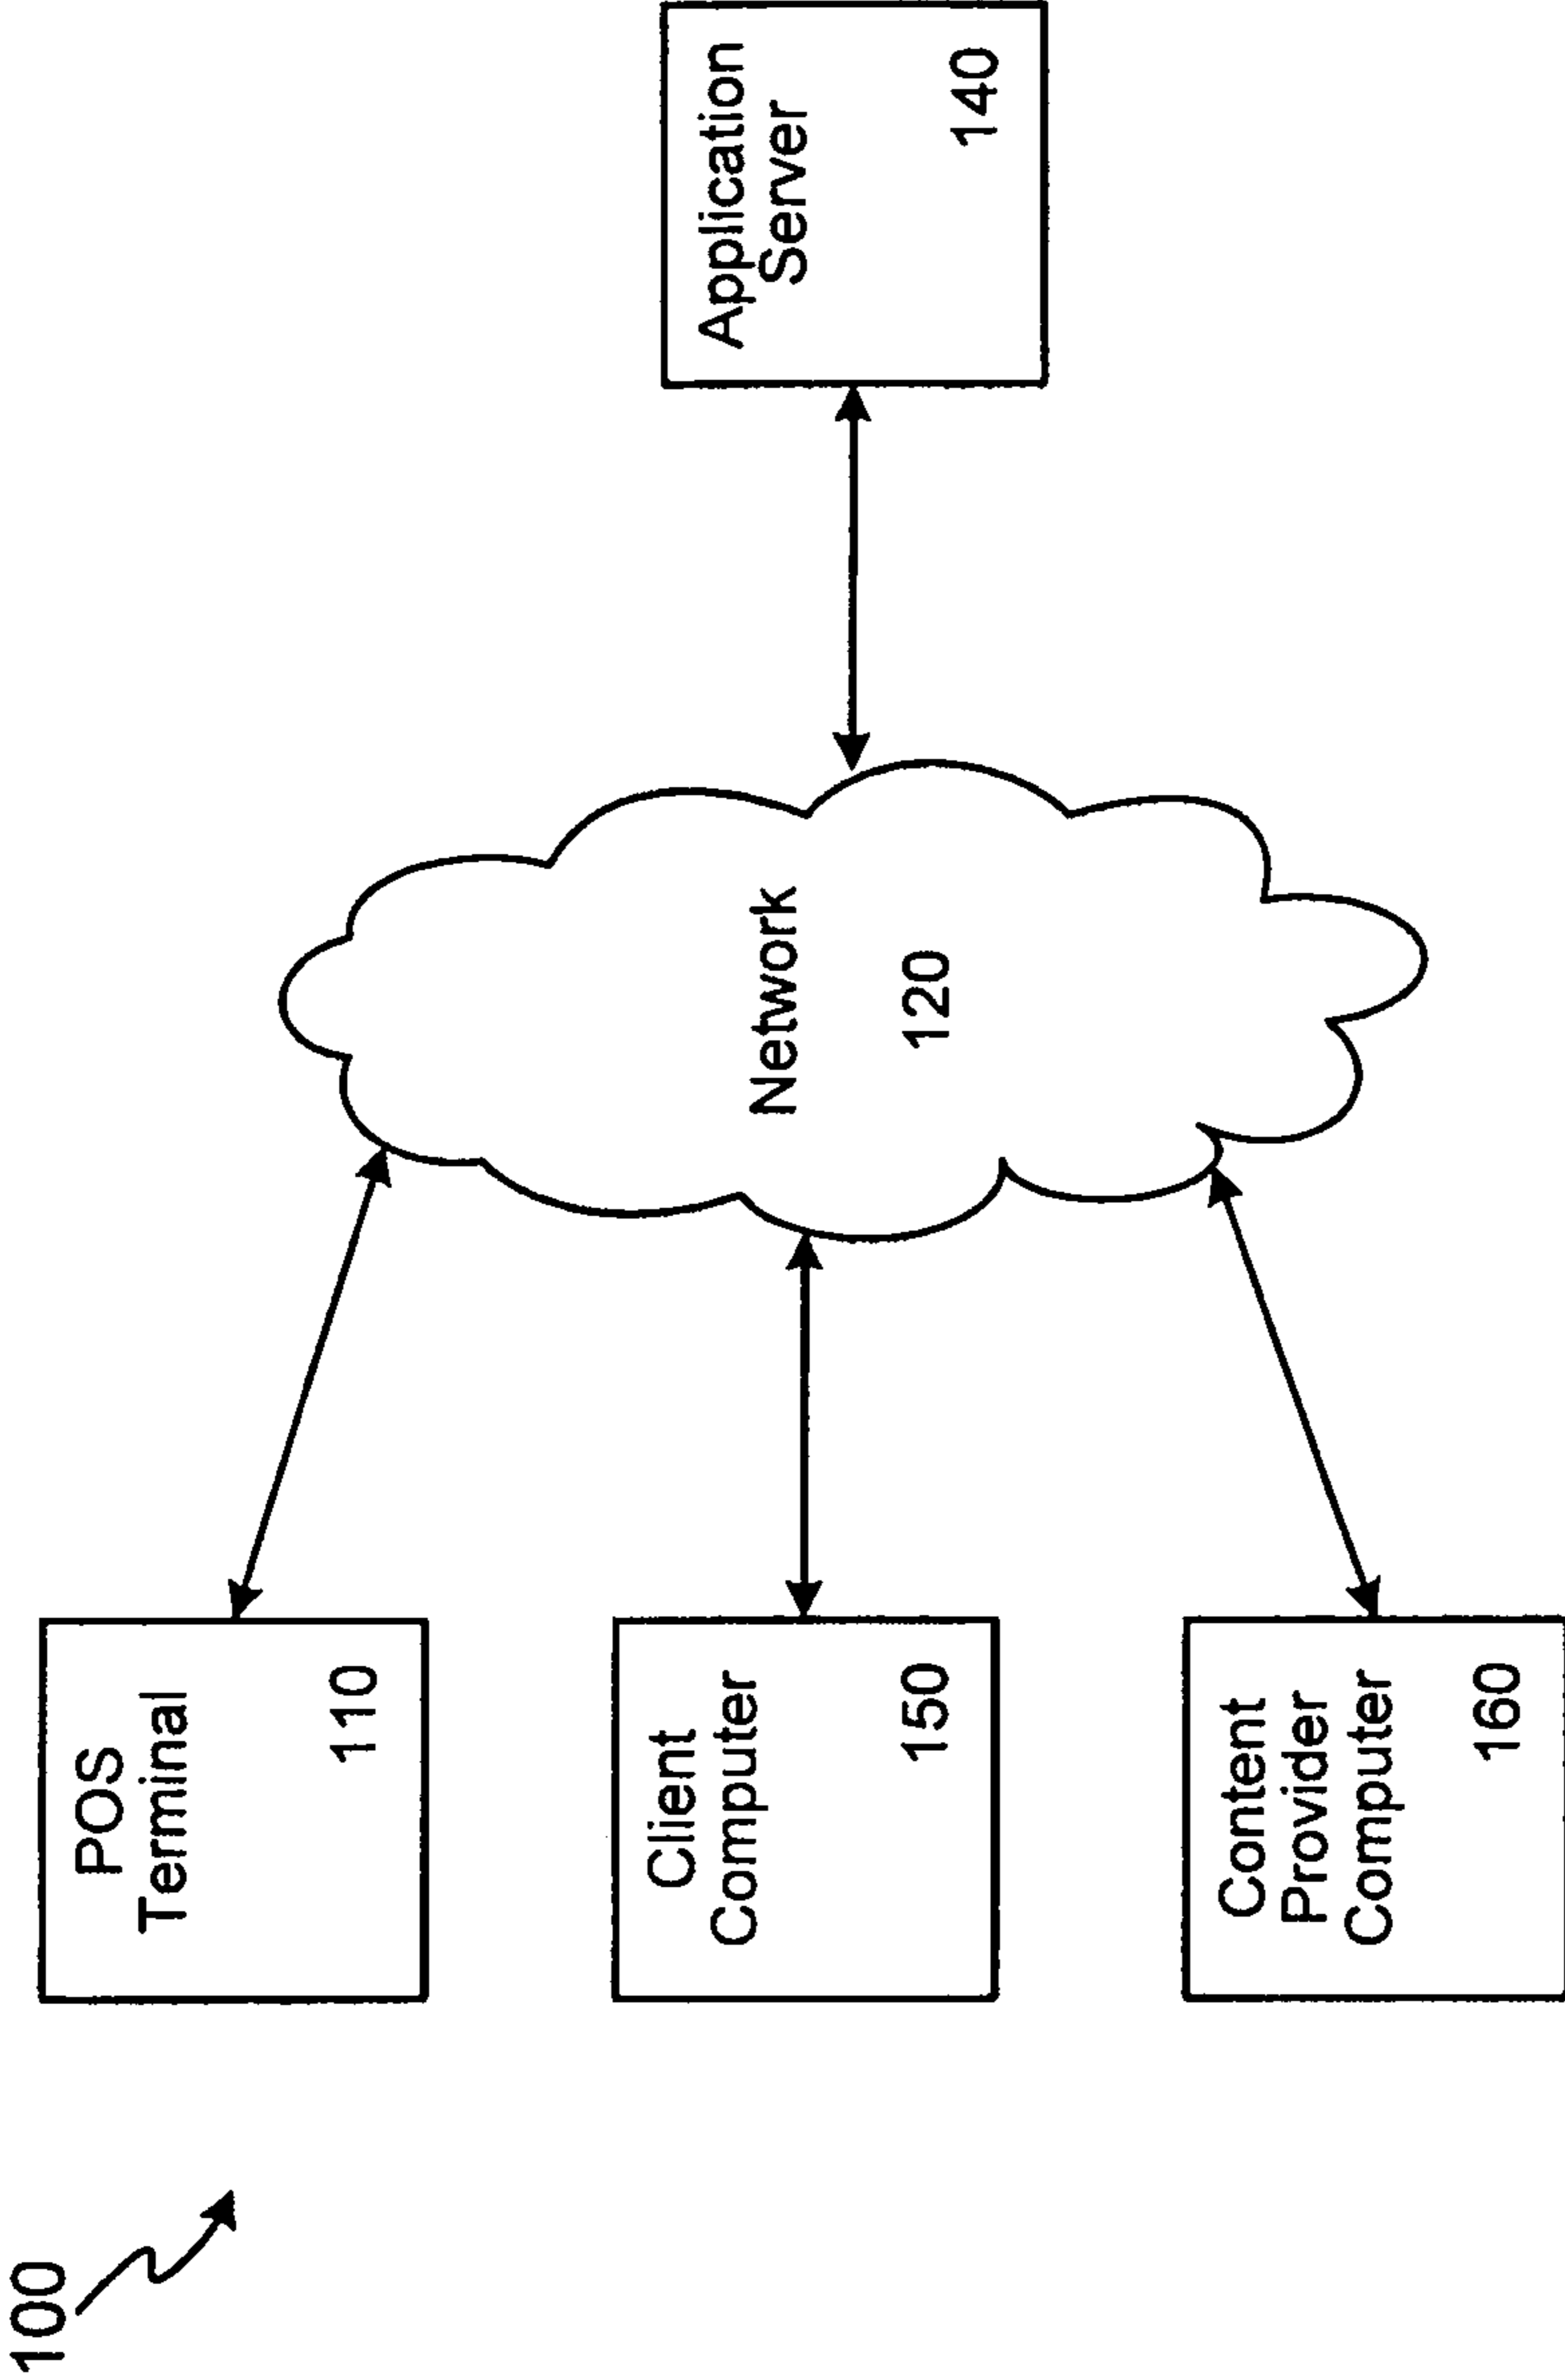 100
POS
Terminal
110
Client
Computer
150
Content
Provider
Computer
160
Network
120
Application
Server
140